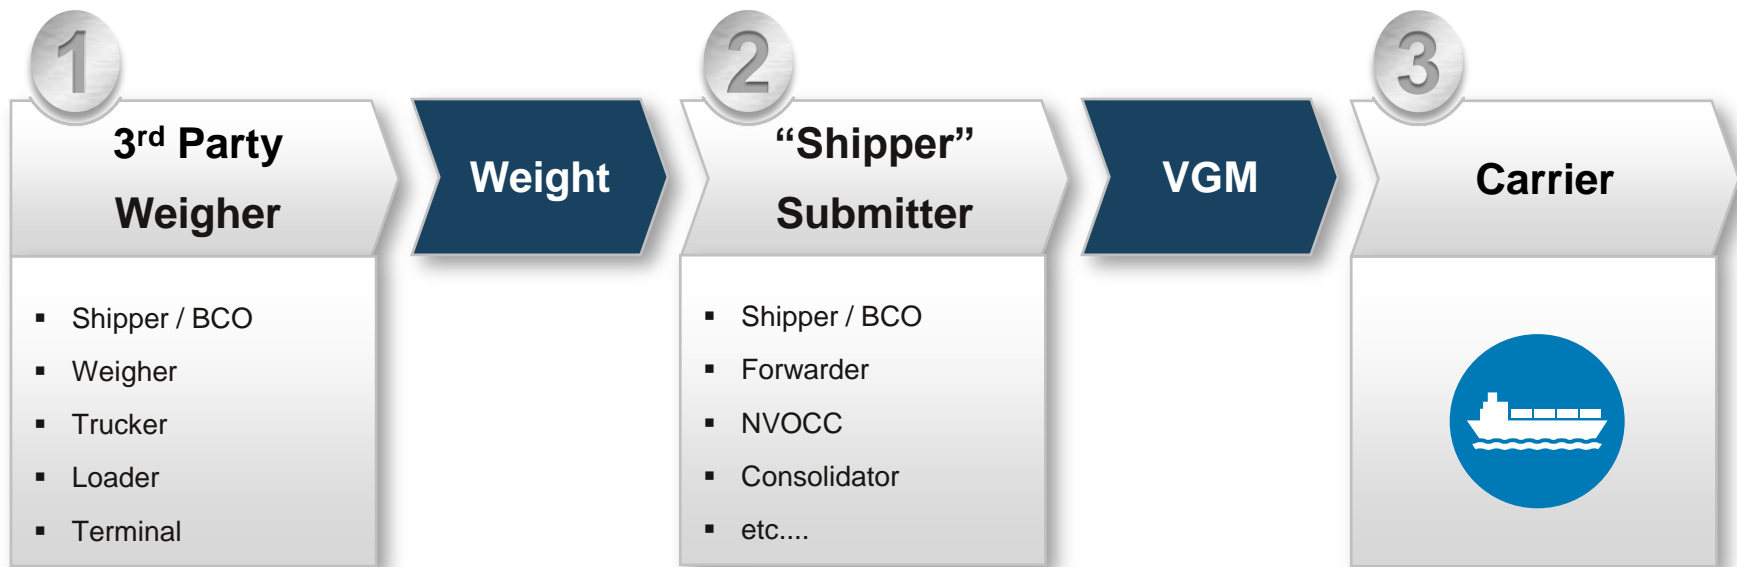 1
3rd Party
Weigher
▪ Shipper / BCO
▪ Weigher
▪ Trucker
▪ Loader
▪ Terminal
Weight
2
“Shipper”
Submitter
▪ Shipper / BCO
▪ Forwarder
▪ NVOCC
▪ Consolidator
▪ etc....
VGM
3
Carrier